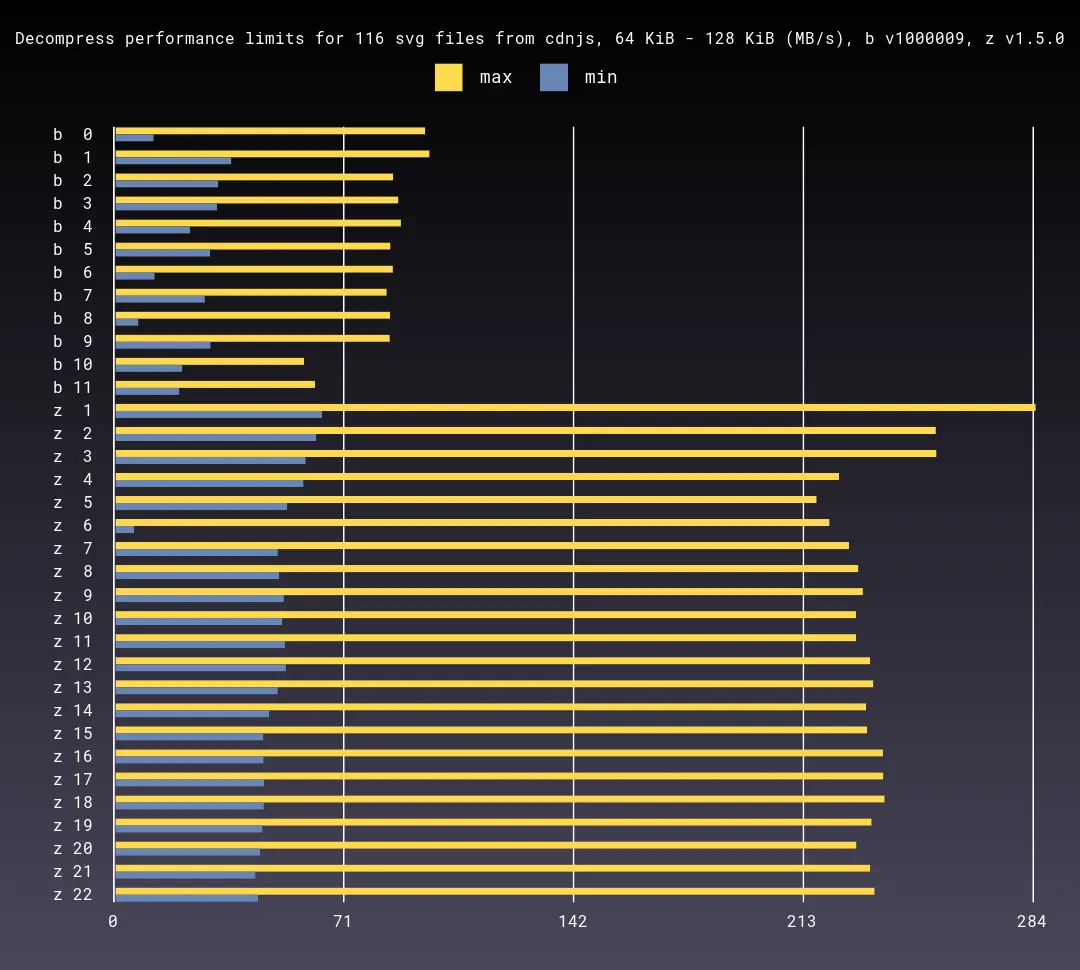 Decompress performance limits for 116 svg files from cdnjs, 64 KiB - 128 KiB (MB/s), b v1000009, z v1.5.0
max min
b 0
b 1
b 2
b 3
b 4
b 5
b 6
b 7
b 8
b 9
b 10
b 11
z 1
z 2
z 3
z 4
z 5
z 6
z 7
z 8
z 9
z 10
z 11
z 12
z 13
z 14
z 15
z 16
z 17
z 18
z 19
z 20
z 21
z 22
0 71 142 213 284